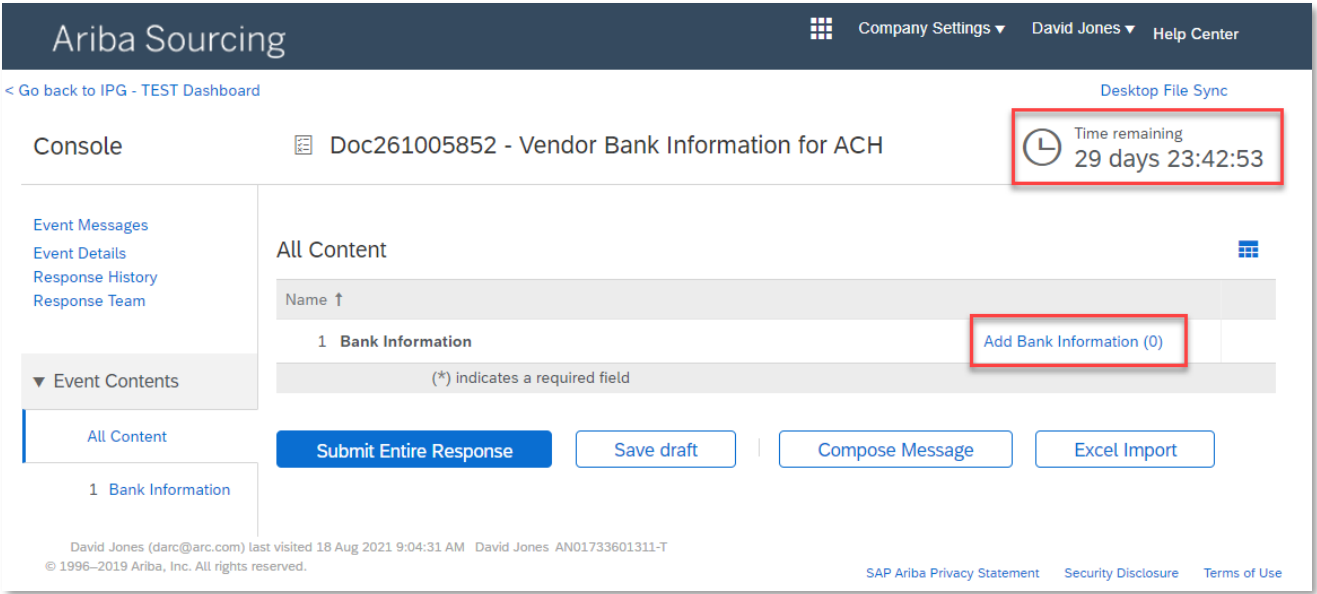 Ariba Sourcing
Company Settings ▾ David Jones ▾ Help Center
< Go back to IPG - TEST Dashboard
Desktop File Sync
Console
Doc261005852 - Vendor Bank Information for ACH
Time remaining
29 days 23:42:53
Event Messages
Event Details
Response History
Response Team
▼ Event Contents
All Content
1 Bank Information
All Content
Name ↑
1 Bank Information
Add Bank Information (0)
(*) indicates a required field
Submit Entire Response
Save draft
Compose Message
Excel Import
David Jones (darc@arc.com) last visited 18 Aug 2021 9:04:31 AM David Jones AN01733601311-T
© 1996–2019 Ariba, Inc. All rights reserved.
SAP Ariba Privacy Statement Security Disclosure Terms of Use